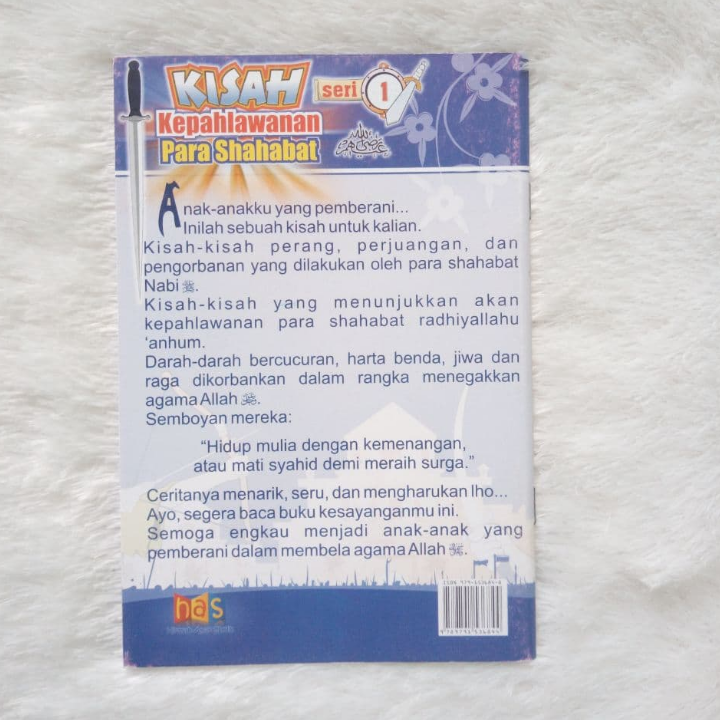 KISAH seri 1
Kepahlawanan
Para Shahabat
Anak-anakku yang pemberani...
Inilah sebuah kisah untuk kalian.
Kisah-kisah perang, perjuangan, dan
pengorbanan yang dilakukan oleh para shahabat
Nabi ﷺ.
Kisah-kisah yang menunjukkan akan
kepahlawanan para shahabat radhiyallahu
'anhum.
Darah-darah bercucuran, harta benda, jiwa dan
raga dikorbankan dalam rangka menegakkan
agama Allah.
Semboyan mereka:
“Hidup mulia dengan kemenangan,
atau mati syahid demi meraih surga.”
Ceritanya menarik, seru, dan mengharukan lho...
Ayo, segera baca buku kesayanganmu ini.
Semoga engkau menjadi anak-anak yang
pemberani dalam membela agama Allah.
has
ISBN 979-